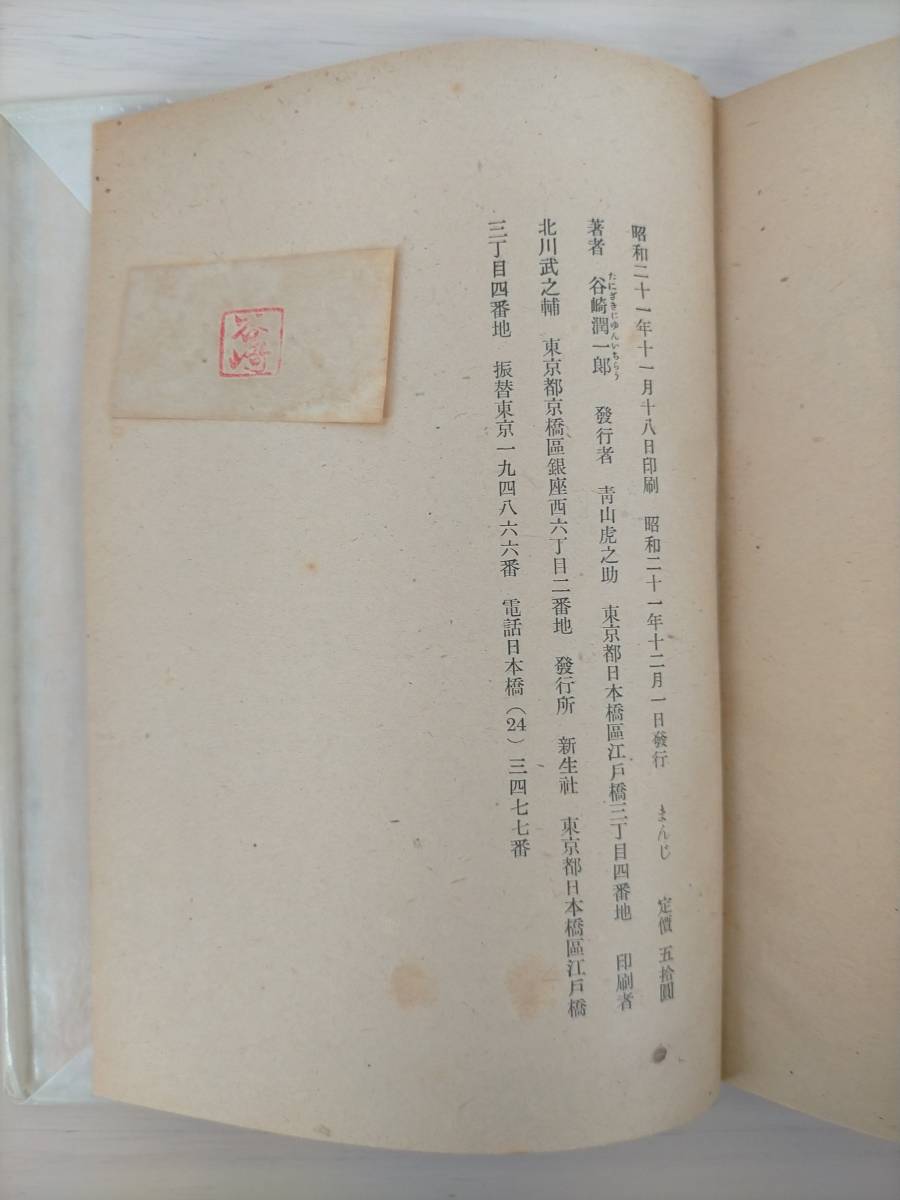 昭和二十一年十一月十八日印刷　昭和二十一年十二月一日發行　まんじ　定價　五拾圓
著者　谷崎潤一郎　發行者　靑山虎之助　東京都日本橋區江戸橋三丁目四番地　印刷者
たにざきじゆんいちらう
北川武之輔　東京都京橋區銀座西六丁目二番地　發行所　新生社　東京都日本橋區江戸橋
三丁目四番地　振替東京一九四八六六番　電話日本橋（24）三四七七番
谷崎